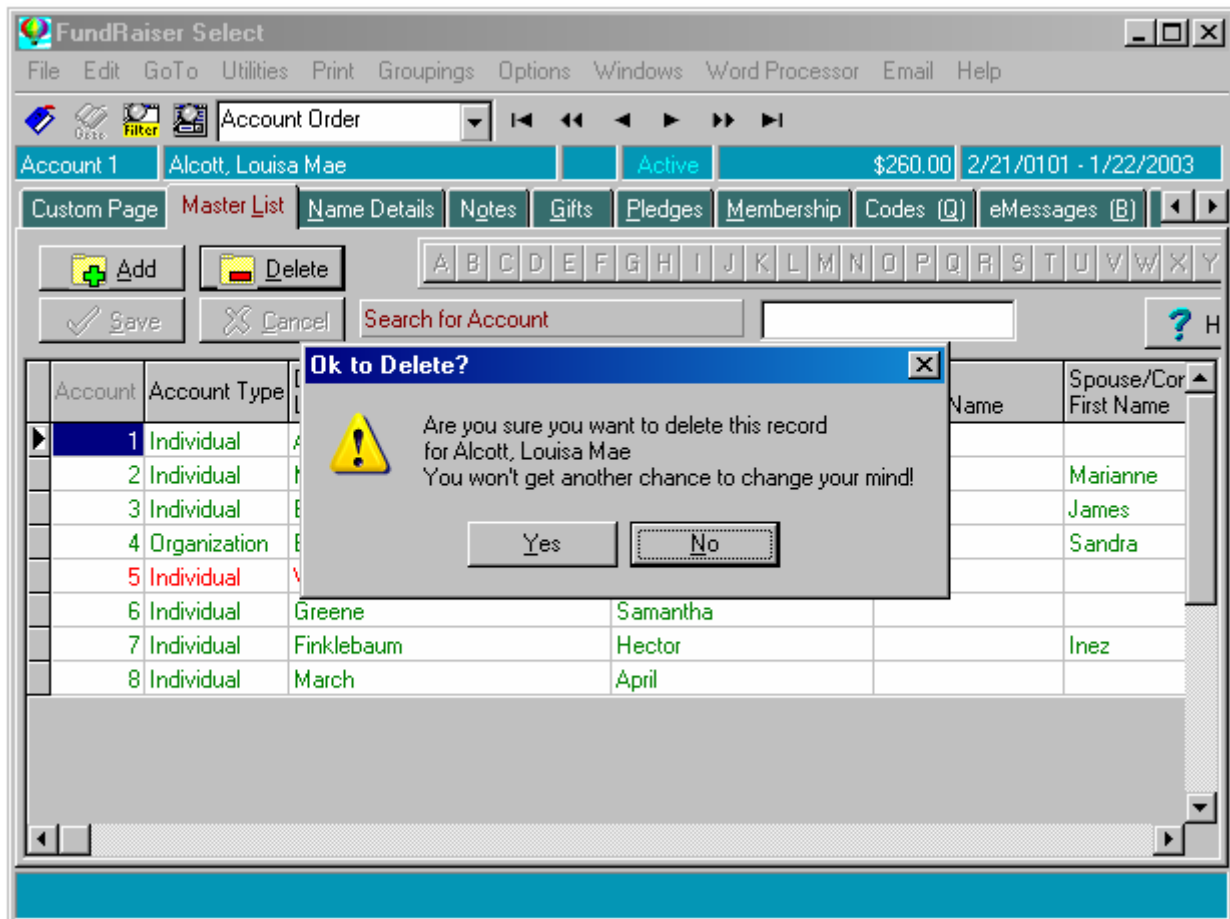 FundRaiser Select
File Edit GoTo Utilities Print Groupings Options Windows Word Processor Email Help
Filter Account Order
Account 1 Alcott, Louisa Mae Active $260.00 2/21/0101 - 1/22/2003
Custom Page Master List Name Details Notes Gifts Pledges Membership Codes (Q) eMessages (B)
Add Delete A B C D E F G H I J K L M N O P Q R S T U V W X Y
Save Cancel Search for Account ? H
Ok to Delete?
Are you sure you want to delete this record
for Alcott, Louisa Mae
You won't get another chance to change your mind!
Yes No
Account Account Type Name Spouse/Cor
First Name
1 Individual
2 Individual Marianne
3 Individual James
4 Organization Sandra
5 Individual
6 Individual Greene Samantha
7 Individual Finklebaum Hector Inez
8 Individual March April